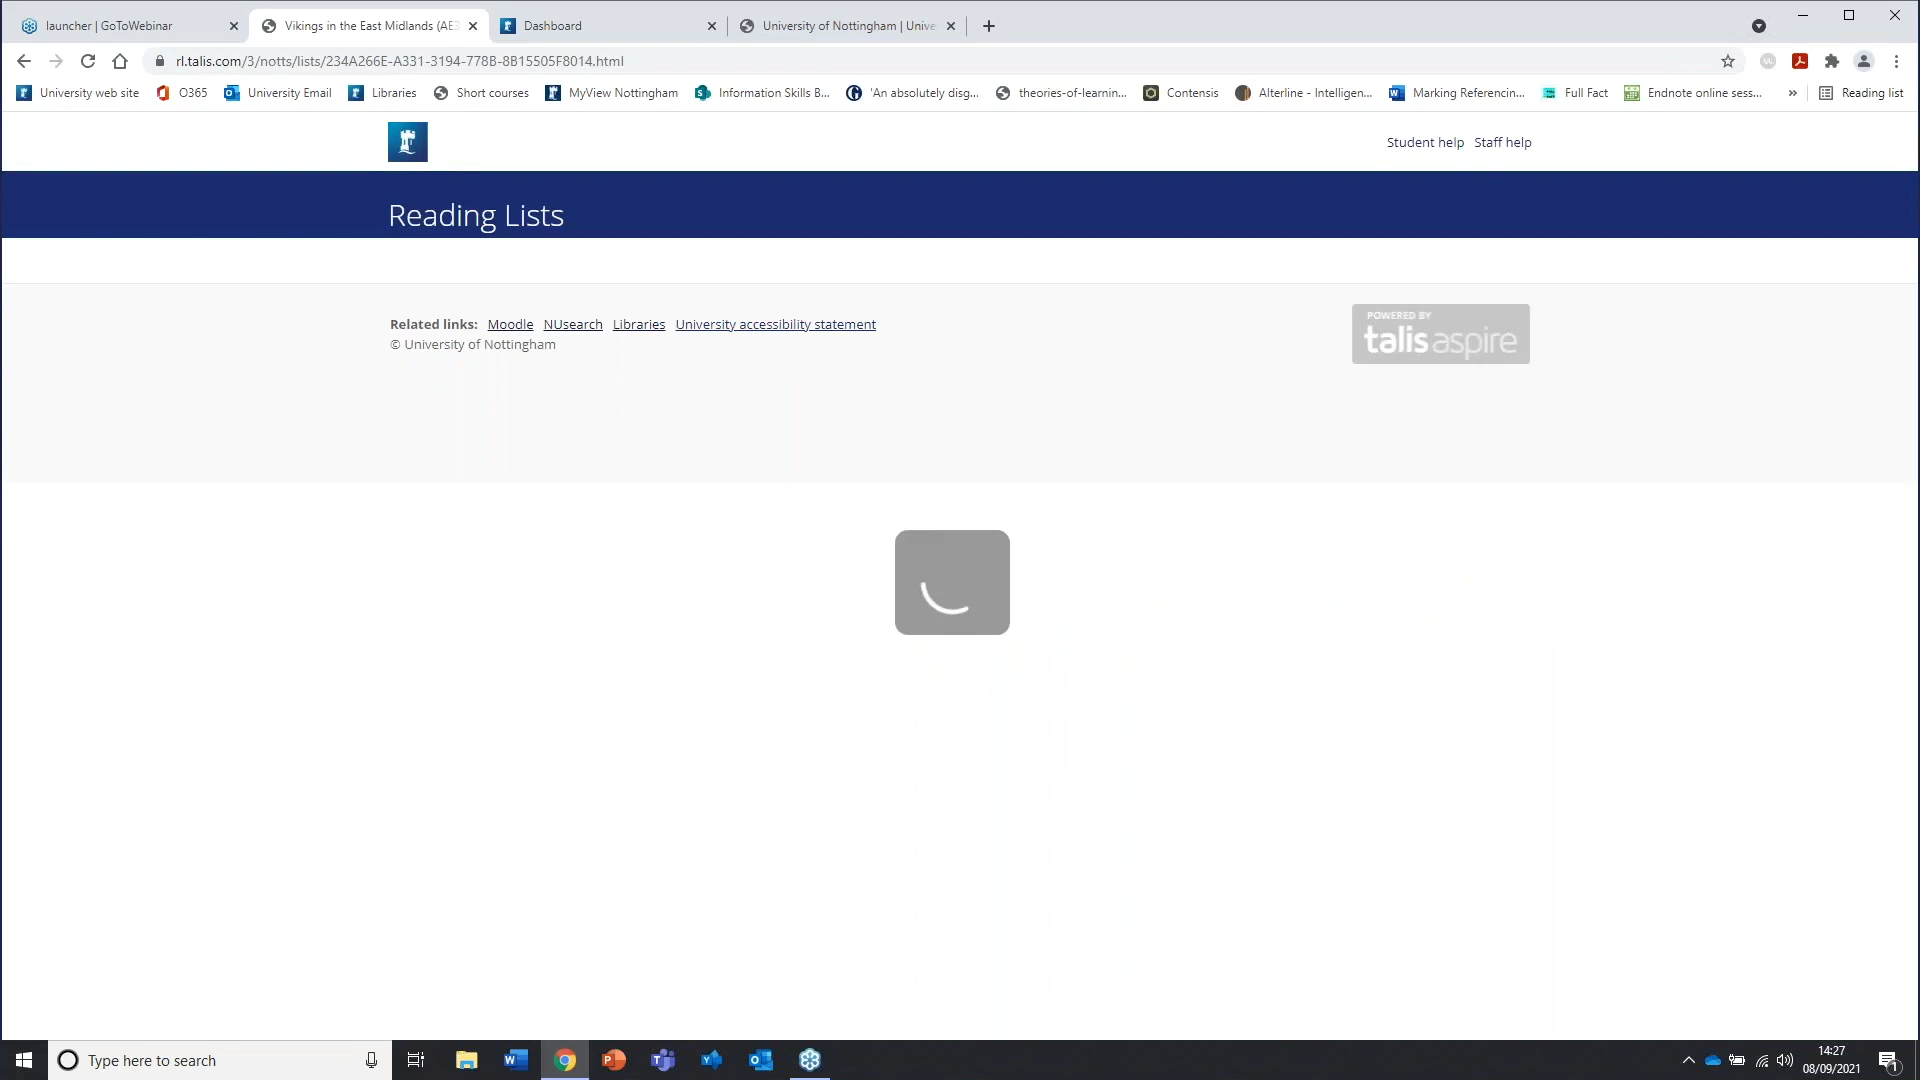 launcher | GoToWebinar
Vikings in the East Midlands (AE3
Dashboard
University of Nottingham | Unive
rl.talis.com/3/notts/lists/234A266E-A331-3194-778B-8B15505F8014.html
University web site
O365
University Email
Libraries
Short courses
MyView Nottingham
Information Skills B...
'An absolutely disg...
theories-of-learnin...
Contensis
Alterline - Intelligen...
Marking Referencin...
Full Fact
Endnote online sess...
»
Reading list
Student help Staff help
Reading Lists
Related links: Moodle NUsearch Libraries University accessibility statement
© University of Nottingham
POWERED BY
talis aspire
Type here to search
14:27
08/09/2021
1